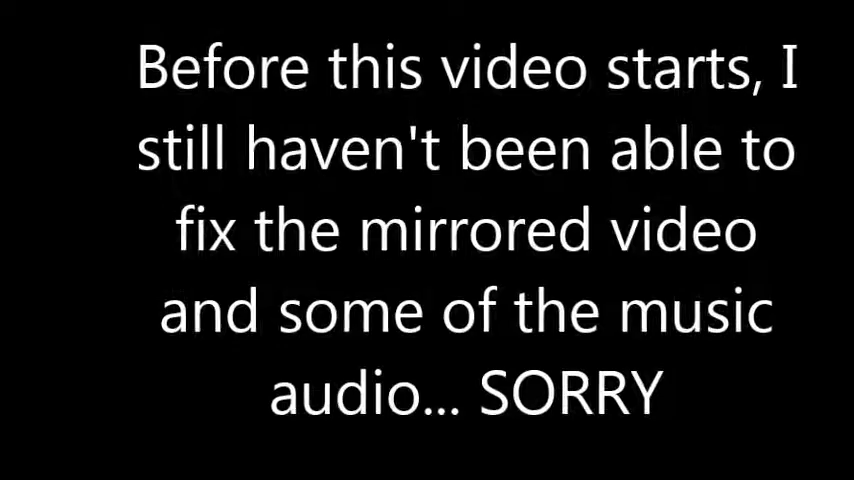 Before this video starts, I
still haven't been able to
fix the mirrored video
and some of the music
audio... SORRY